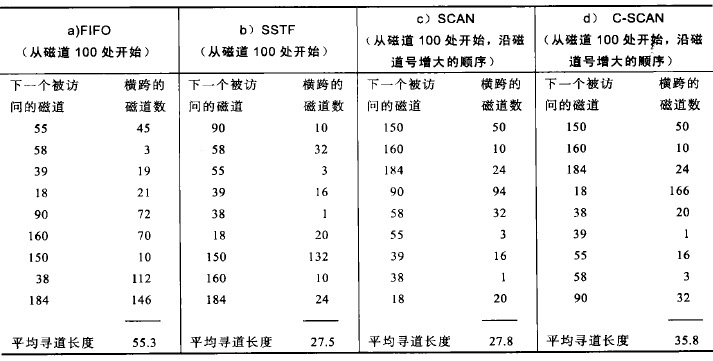 a)FIFO b) SSTF c) SCAN d) C-SCAN
(从磁道 100 处开始) (从磁道 100 处开始) (从磁道 100 处开始,沿磁道号增大的顺序) (从磁道 100 处开始,沿磁道号增大的顺序)
下一个被访 横跨的 下一个被访 横跨的 下一个被访 横跨的 下一个被访 横跨的
问的磁道 磁道数 问的磁道 磁道数 问的磁道 磁道数 问的磁道 磁道数
55 45 90 10 150 50 150 50
58 3 58 32 160 10 160 10
39 19 55 3 184 24 184 24
18 21 39 16 90 94 18 166
90 72 38 1 58 32 38 20
160 70 18 20 55 3 39 1
150 10 150 132 39 16 55 16
38 112 160 10 38 1 58 3
184 146 184 24 18 20 90 32
平均寻道长度 55.3 平均寻道长度 27.5 平均寻道长度 27.8 平均寻道长度 35.8